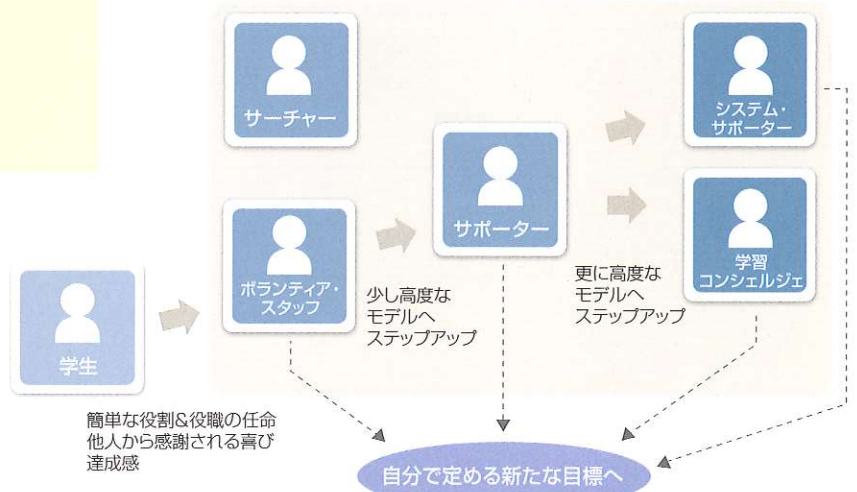 サーチャー
システム・
サポーター
サポーター
ボランティア・
スタッフ
学習
コンシェルジェ
学生
少し高度な
モデルへ
ステップアップ
更に高度な
モデルへ
ステップアップ
簡単な役割&役職の任命
他人から感謝される喜び
達成感
自分で定める新たな目標へ